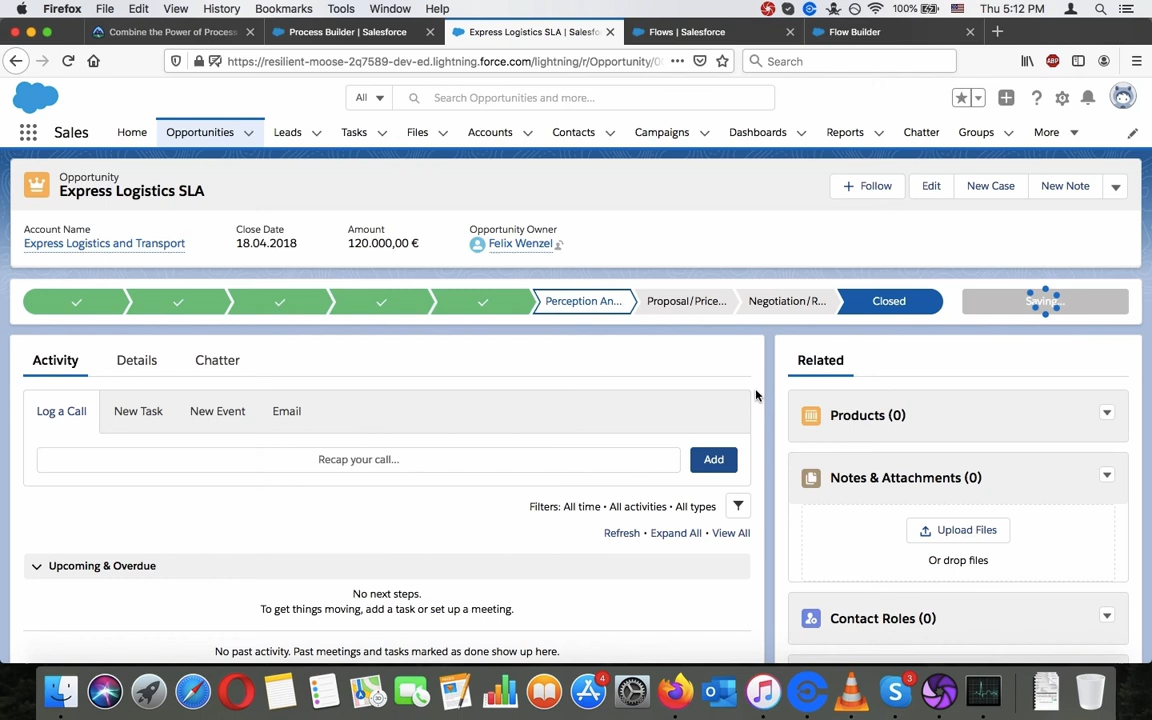 Firefox File Edit View History Bookmarks Tools Window Help 100% Thu 5:12 PM
Combine the Power of Process Process Builder | Salesforce Express Logistics SLA | Salesfo Flows | Salesforce Flow Builder
https://resilient-moose-2q7589-dev-ed.lightning.force.com/lightning/r/Opportunity/0 Search
ABP
All Search Opportunities and more...
Sales Home Opportunities Leads Tasks Files Accounts Contacts Campaigns Dashboards Reports Chatter Groups More
Opportunity
Express Logistics SLA
+ Follow Edit New Case New Note
Account Name Close Date Amount Opportunity Owner
Express Logistics and Transport 18.04.2018 120.000,00 € Felix Wenzel
Perception An... Proposal/Price... Negotiation/R... Closed Saving...
Activity Details Chatter Related
Log a Call New Task New Event Email Products (0)
Recap your call... Add
Notes & Attachments (0)
Filters: All time • All activities • All types
Upload Files
Refresh • Expand All • View All
Or drop files
Upcoming & Overdue
No next steps.
To get things moving, add a task or set up a meeting.
Contact Roles (0)
No past activity. Past meetings and tasks marked as done show up here.
4
3